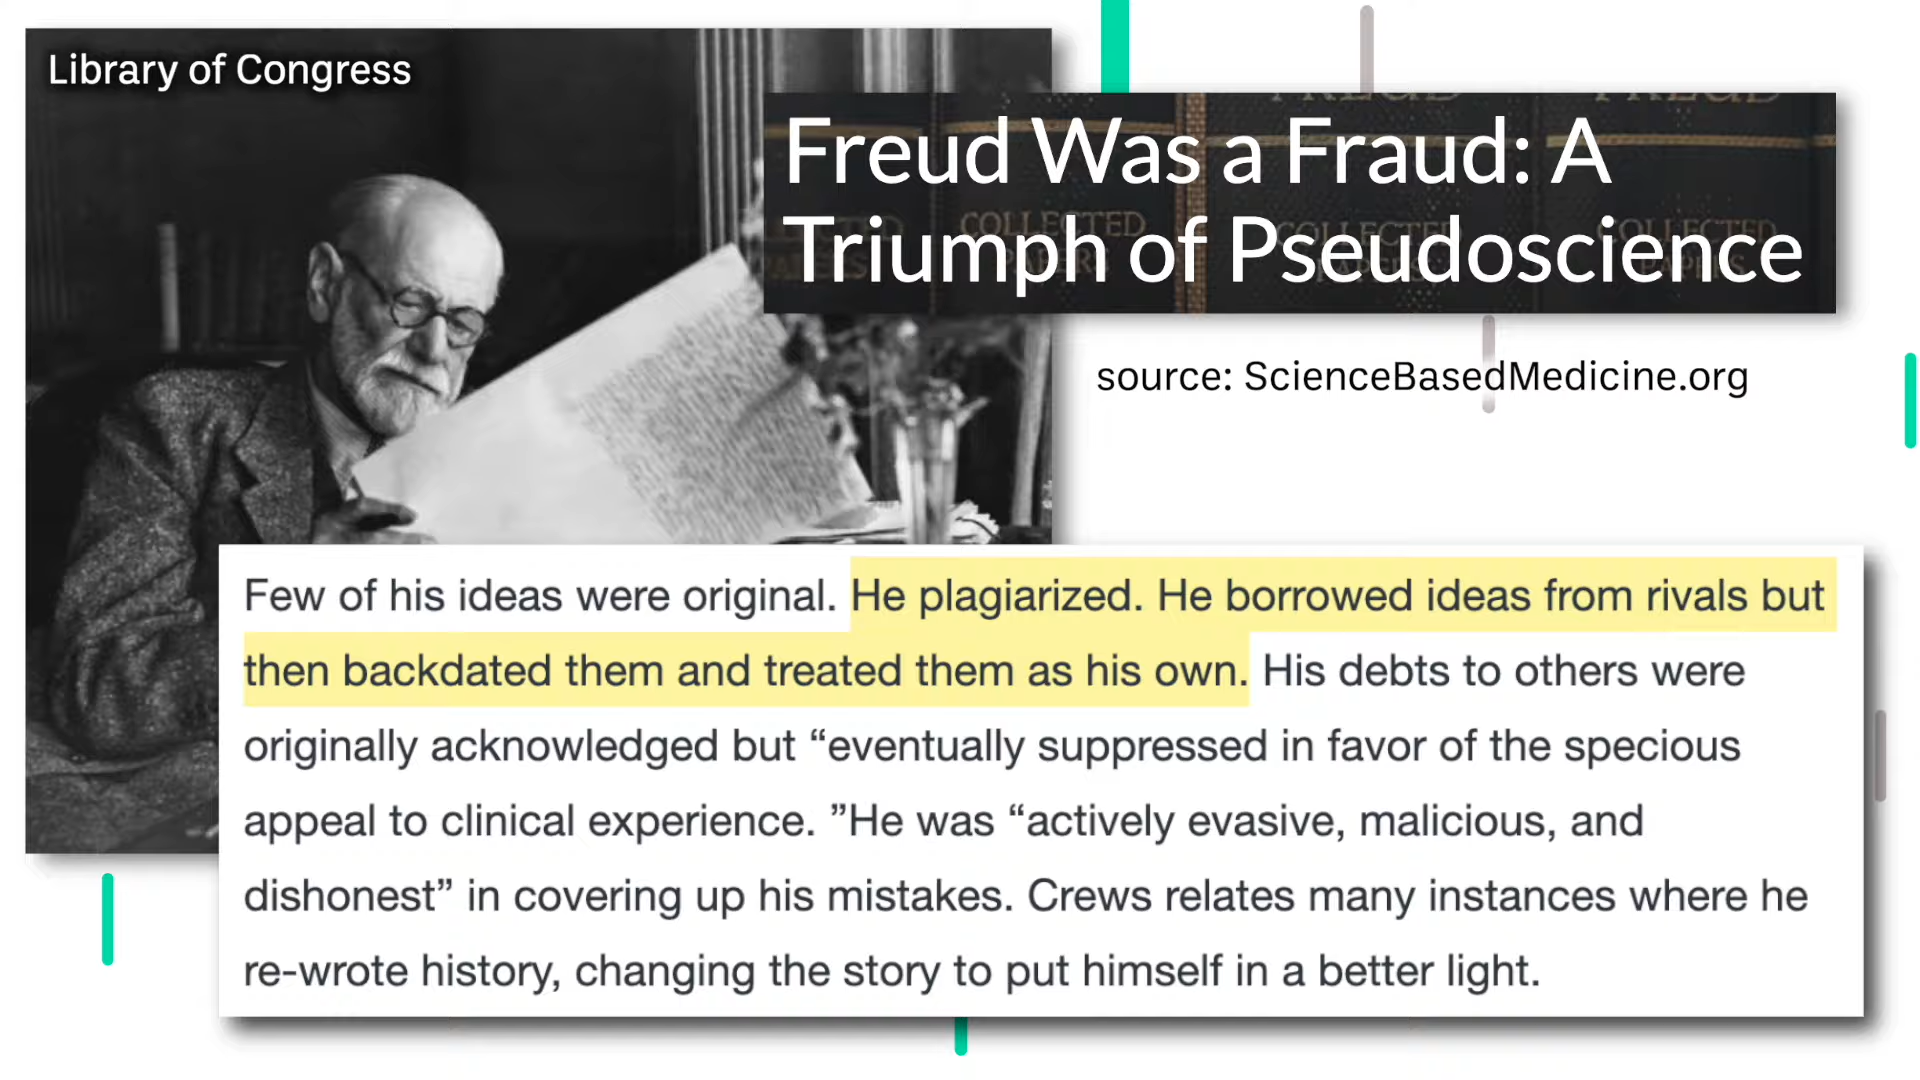 Library of Congress
Freud Was a Fraud: A
Triumph of Pseudoscience
source: ScienceBasedMedicine.org
Few of his ideas were original. He plagiarized. He borrowed ideas from rivals but
then backdated them and treated them as his own. His debts to others were
originally acknowledged but “eventually suppressed in favor of the specious
appeal to clinical experience. ”He was “actively evasive, malicious, and
dishonest” in covering up his mistakes. Crews relates many instances where he
re-wrote history, changing the story to put himself in a better light.